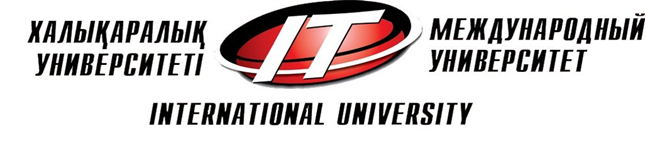 ХАЛЫҚАРАЛЫҚ
УНИВЕРСИТЕТІ
IT
МЕЖДУНАРОДНЫЙ
УНИВЕРСИТЕТ
INTERNATIONAL UNIVERSITY